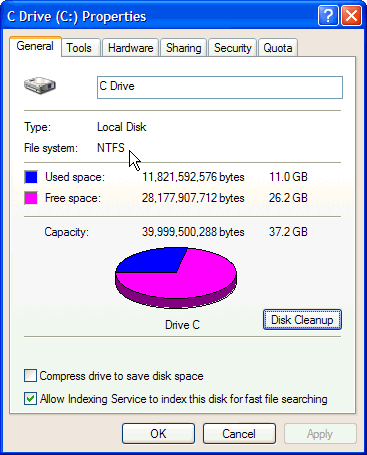 C Drive (C:) Properties
General Tools Hardware Sharing Security Quota
C Drive
Type: Local Disk
File system: NTFS
Used space: 11,821,592,576 bytes 11.0 GB
Free space: 28,177,907,712 bytes 26.2 GB
Capacity: 39,999,500,288 bytes 37.2 GB
Drive C
Disk Cleanup
Compress drive to save disk space
Allow Indexing Service to index this disk for fast file searching
OK Cancel Apply